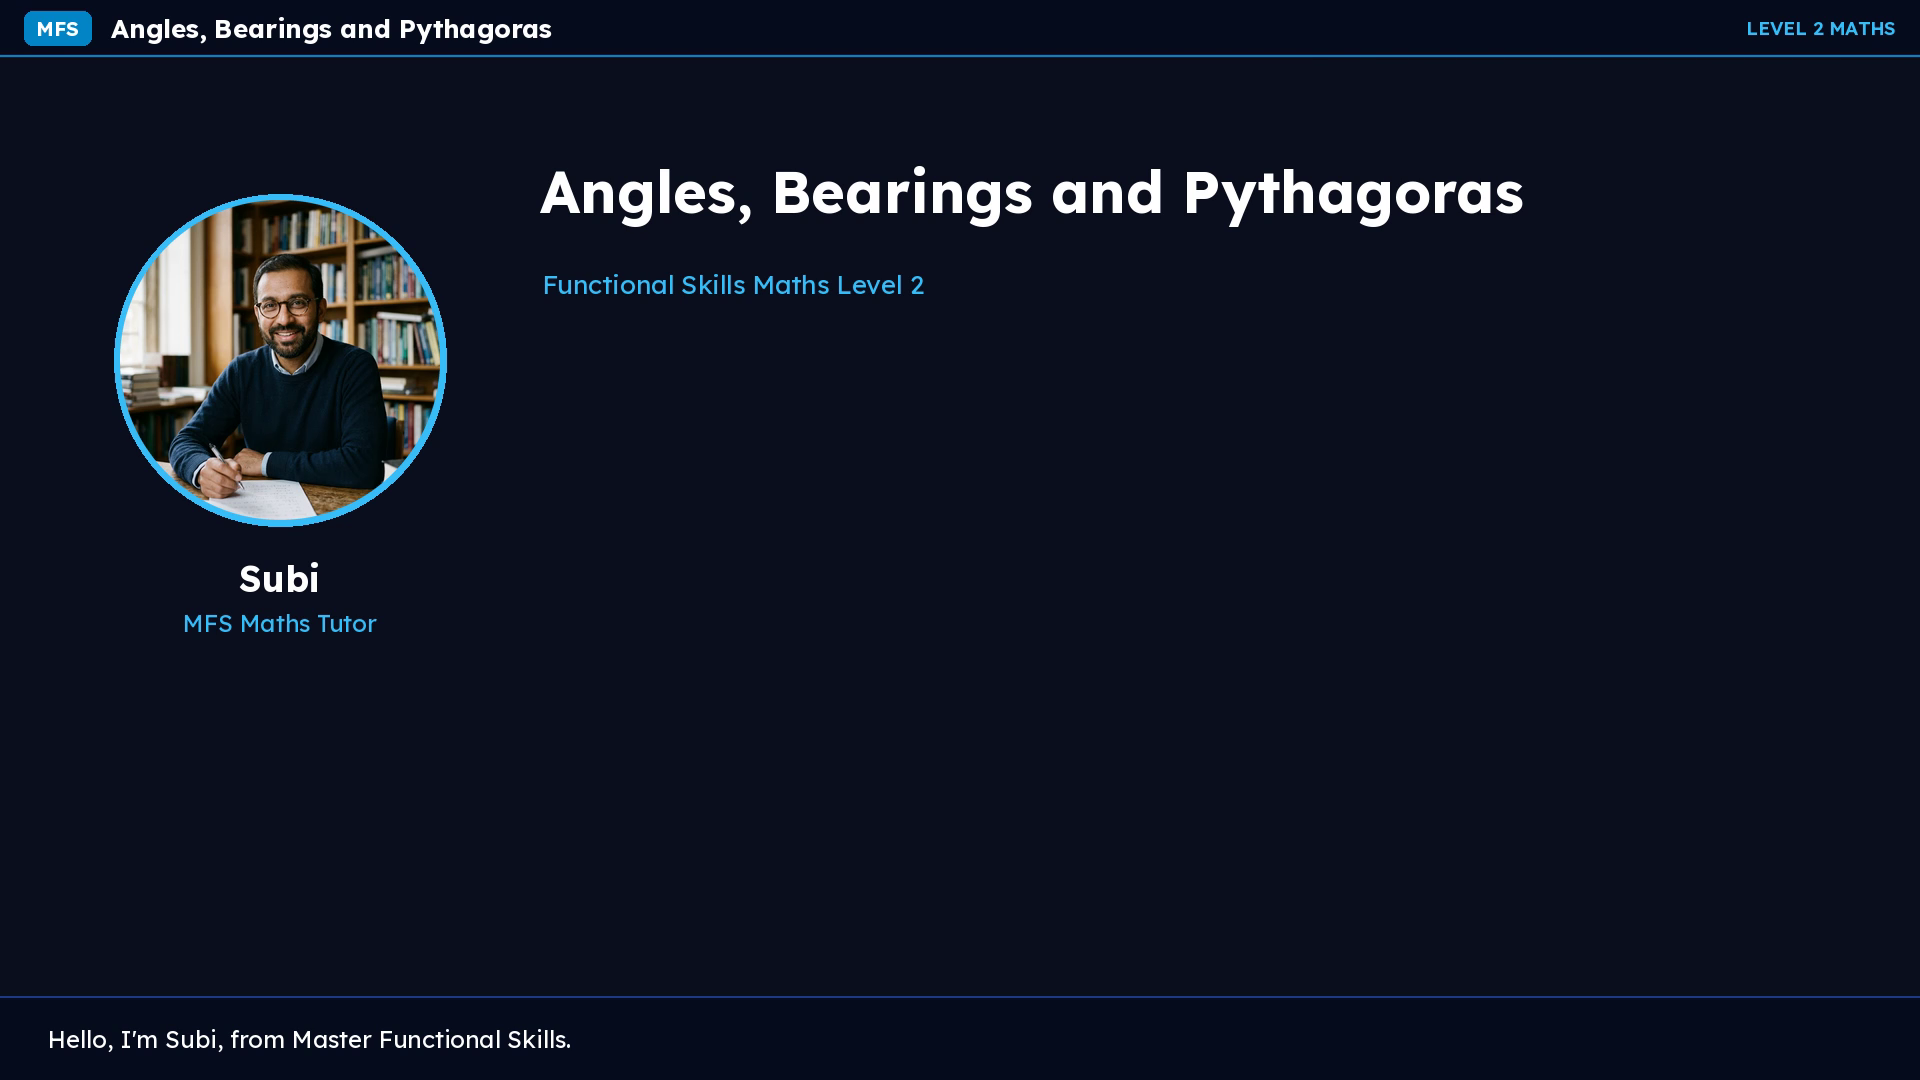 MFS Angles, Bearings and Pythagoras LEVEL 2 MATHS
Angles, Bearings and Pythagoras
Functional Skills Maths Level 2
Subi
MFS Maths Tutor
Hello, I'm Subi, from Master Functional Skills.